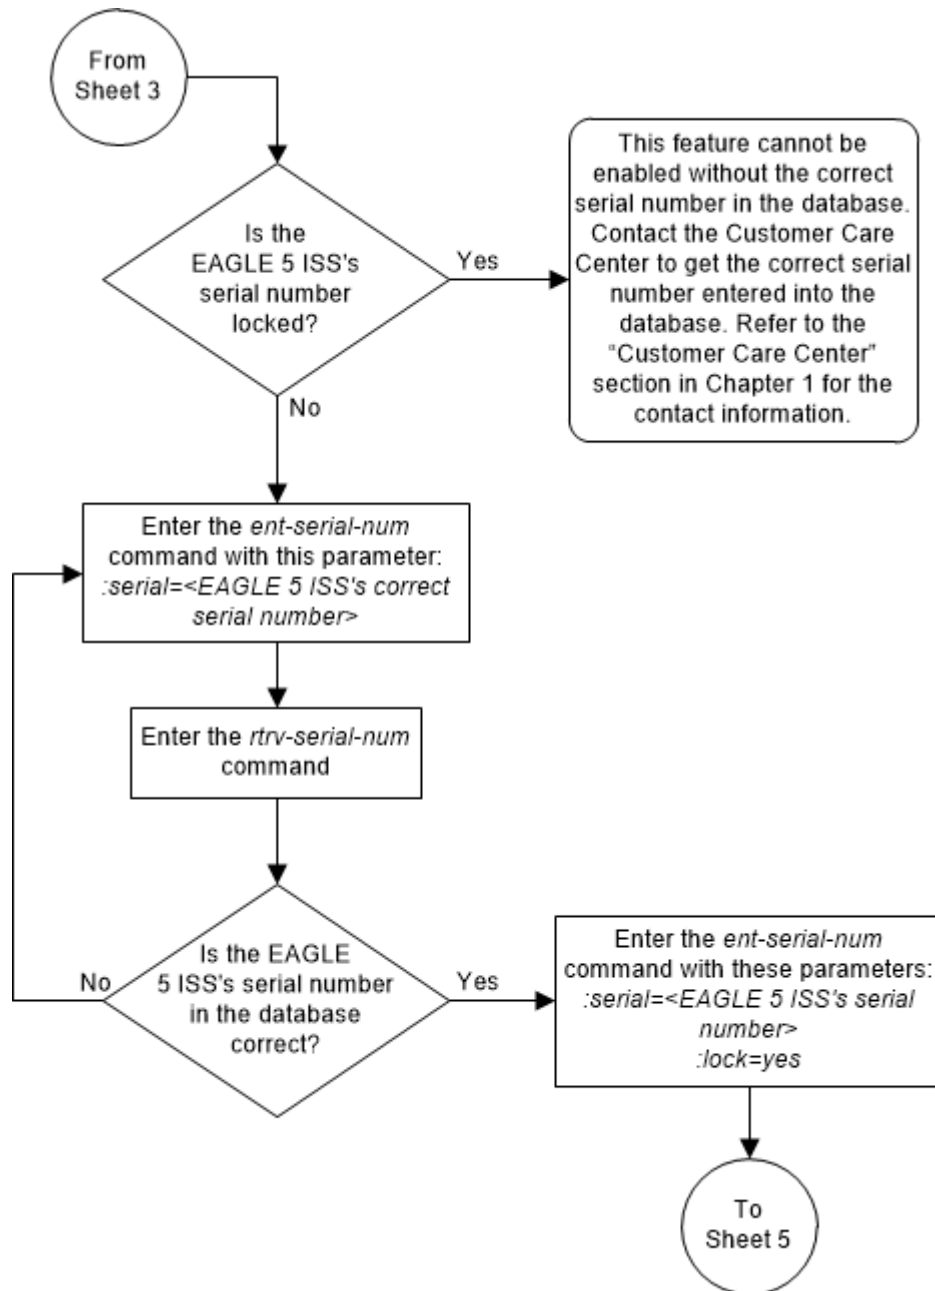 From
Sheet 3
Is the
EAGLE 5 ISS's
serial number
locked?
Yes
This feature cannot be
enabled without the correct
serial number in the database.
Contact the Customer Care
Center to get the correct serial
number entered into the
database. Refer to the
“Customer Care Center”
section in Chapter 1 for the
contact information.
No
Enter the ent-serial-num
command with this parameter:
:serial=<EAGLE 5 ISS's correct
serial number>
Enter the rtrv-serial-num
command
Is the EAGLE
5 ISS's serial number
in the database
correct?
No
Yes
Enter the ent-serial-num
command with these parameters:
:serial=<EAGLE 5 ISS's serial
number>
:lock=yes
To
Sheet 5